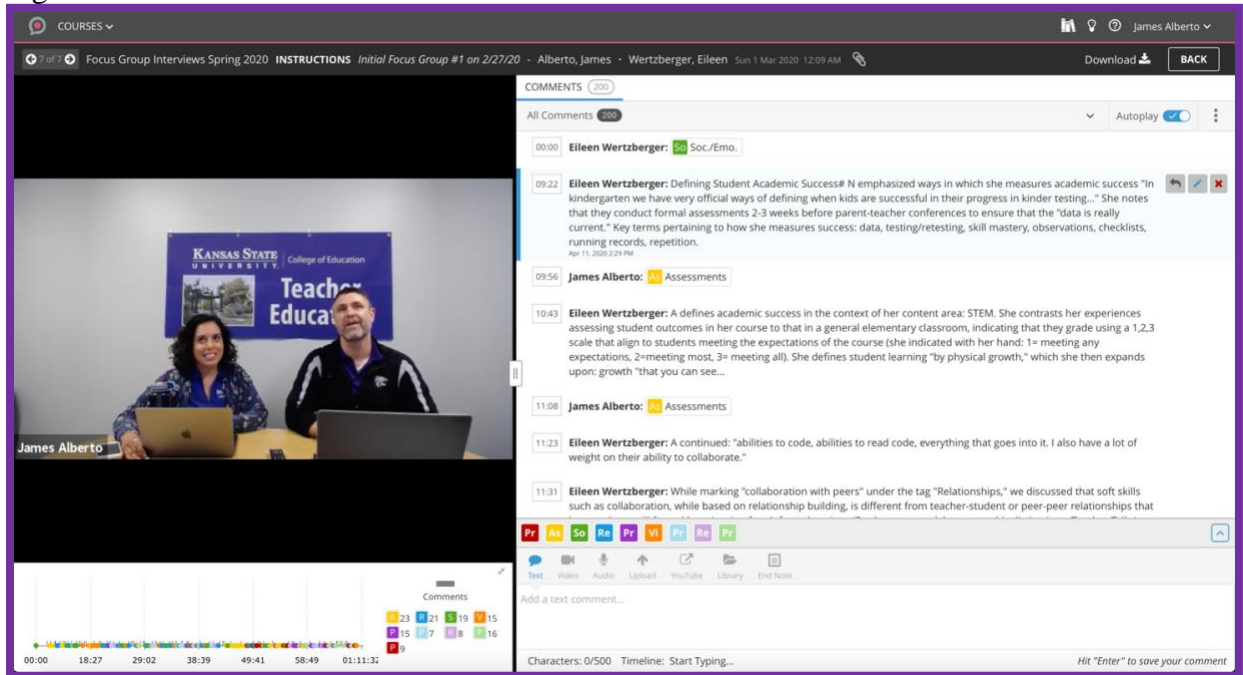 COURSES
James Alberto
7 of 7 Focus Group Interviews Spring 2020 INSTRUCTIONS Initial Focus Group #1 on 2/27/20 - Alberto, James · Wertzberger, Eileen Sun 1 Mar 2020 12:09 AM
Download
BACK
KANSAS STATE
UNIVERSITY
College of Education
Teacher
Educa
James Alberto
COMMENTS 200
All Comments 200
Autoplay
00:00 Eileen Wertzberger: So Soc./Emo.
09:22 Eileen Wertzberger: Defining Student Academic Success# N emphasized ways in which she measures academic success "In
kindergarten we have very official ways of defining when kids are successful in their progress in kinder testing..." She notes
that they conduct formal assessments 2-3 weeks before parent-teacher conferences to ensure that the "data is really
current." Key terms pertaining to how she measures success: data, testing/retesting, skill mastery, observations, checklists,
running records, repetition.
Apr 11, 2020 2:29 PM
09:56 James Alberto: As Assessments
10:43 Eileen Wertzberger: A defines academic success in the context of her content area: STEM. She contrasts her experiences
assessing student outcomes in her course to that in a general elementary classroom, indicating that they grade using a 1,2,3
scale that align to students meeting the expectations of the course (she indicated with her hand: 1= meeting any
expectations, 2=meeting most, 3= meeting all). She defines student learning "by physical growth," which she then expands
upon: growth "that you can see...
11:08 James Alberto: As Assessments
11:23 Eileen Wertzberger: A continued: "abilities to code, abilities to read code, everything that goes into it. I also have a lot of
weight on their ability to collaborate."
11:31 Eileen Wertzberger: While marking "collaboration with peers" under the tag "Relationships," we discussed that soft skills
such as collaboration, while based on relationship building, is different from teacher-student or peer-peer relationships that
Pr As So Re Pr Vi Pr Re Pr
Text Video Audio Upload YouTube Library End Note
Add a text comment...
Characters: 0/500 Timeline: Start Typing...
Hit "Enter" to save your comment
Comments
A 23 R 21 S 19 V 15
P 15 P 7 R 8 P 16
P 9
00:00 18:27 29:02 38:39 49:41 58:49 01:11:32